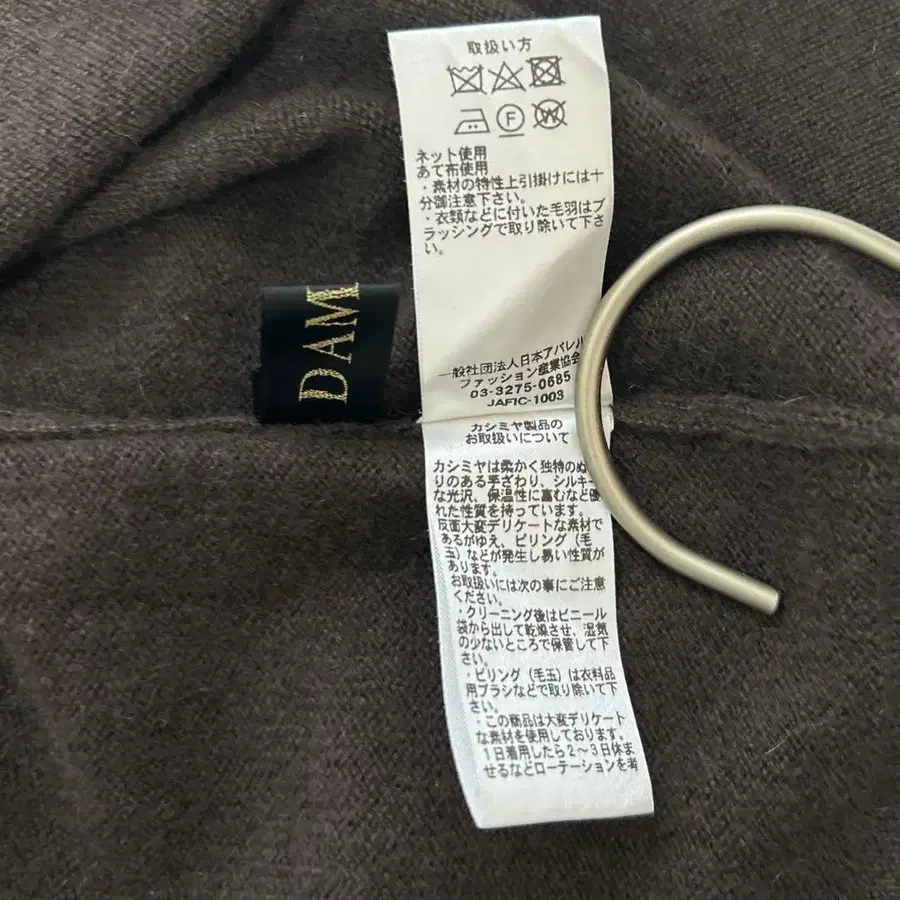 取扱い方
F
W
ネット使用
あて布使用
・素材の特性上引掛けには十
分御注意下さい。
・衣類などに付いた毛羽はブ
ラッシングで取り除いて下さ
い。
一般社団法人日本アパレル
ファッション産業協会
03-3275-0685
JAFIC-1003
DAM
カシミヤ製品の
お取扱いについて
カシミヤは柔かく独特のぬ
りのある手ざわり、シルキー
な光沢、保温性に富むなど優
れた性質を持っています。
反面大変デリケートな素材で
あるがゆえ、ピリング（毛
玉）などが発生し易い性質が
あります。
お取扱いには次の事にご注意
ください。
・クリーニング後はビニール
袋から出して乾燥させ、湿気
の少ないところで保管して下
さい。
・ピリング（毛玉）は衣料品
用ブラシなどで取り除いて下
さい。
・この商品は大変デリケート
な素材を使用しております。
1日着用したら2～3日休ま
せるなどローテーションを考